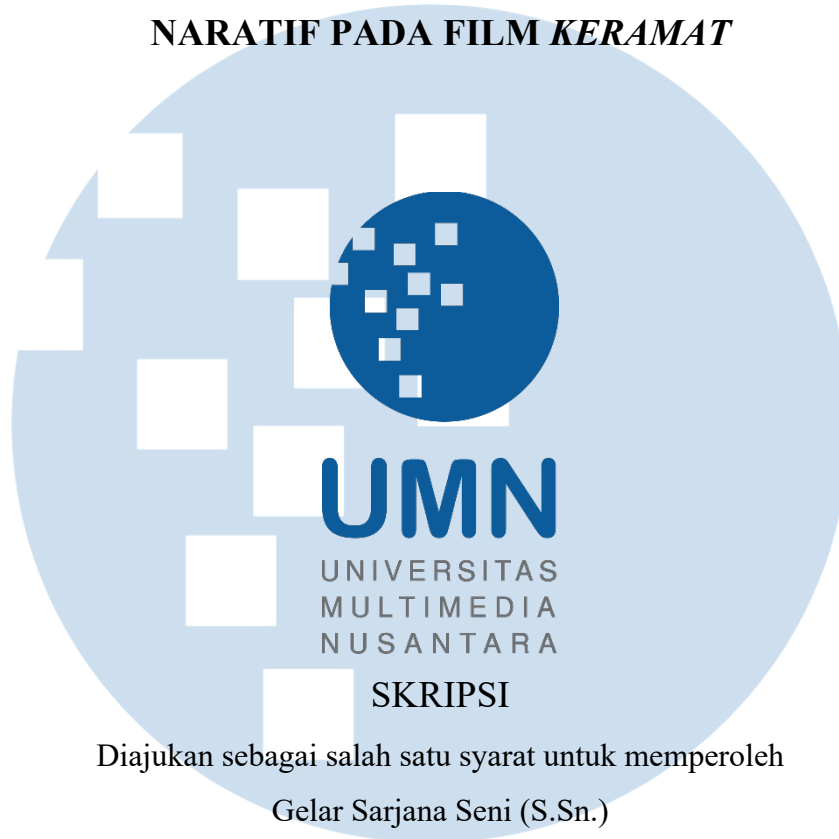 NARATIF PADA FILM KERAMAT
UMN
UNIVERSITAS
MULTIMEDIA
NUSANTARA
SKRIPSI
Diajukan sebagai salah satu syarat untuk memperoleh
Gelar Sarjana Seni (S.Sn.)